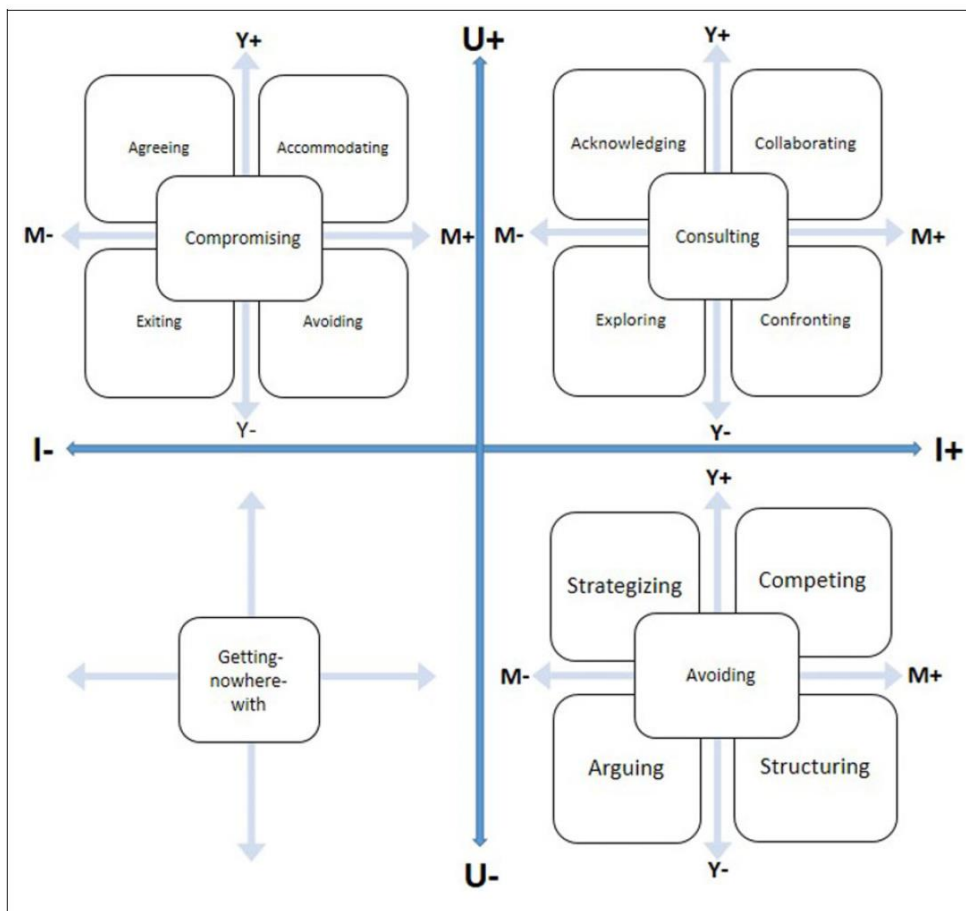 Y+
U+
Y+
Agreeing
Accommodating
Acknowledging
Collaborating
M-
Compromising
M+
M-
Consulting
M+
Exiting
Avoiding
Exploring
Confronting
Y-
Y-
I-
I+
Y+
Strategizing
Competing
Getting-
nowhere-
with
M-
Avoiding
M+
Arguing
Structuring
Y-
U-